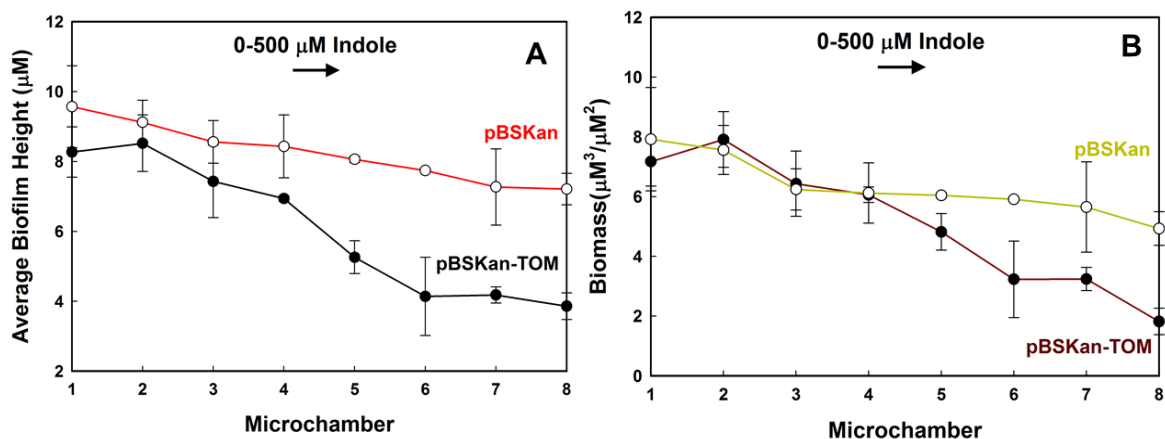 12
10
8
6
4
2
Average Biofilm Height (μM)
0-500 μM Indole
A
pBSKan
pBSKan-TOM
1 2 3 4 5 6 7 8
Microchamber
12
10
8
6
4
2
0
Biomass(μM³/μM²)
0-500 μM Indole
B
pBSKan
pBSKan-TOM
1 2 3 4 5 6 7 8
Microchamber